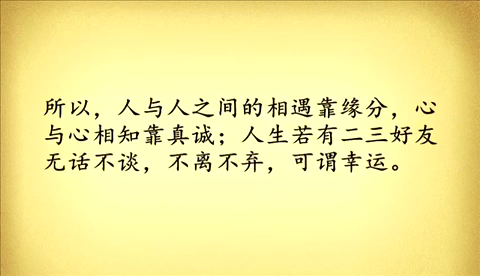 所以，人与人之间的相遇靠缘分，心
与心相知靠真诚；人生若有二三好友
无话不谈，不离不弃，可谓幸运。